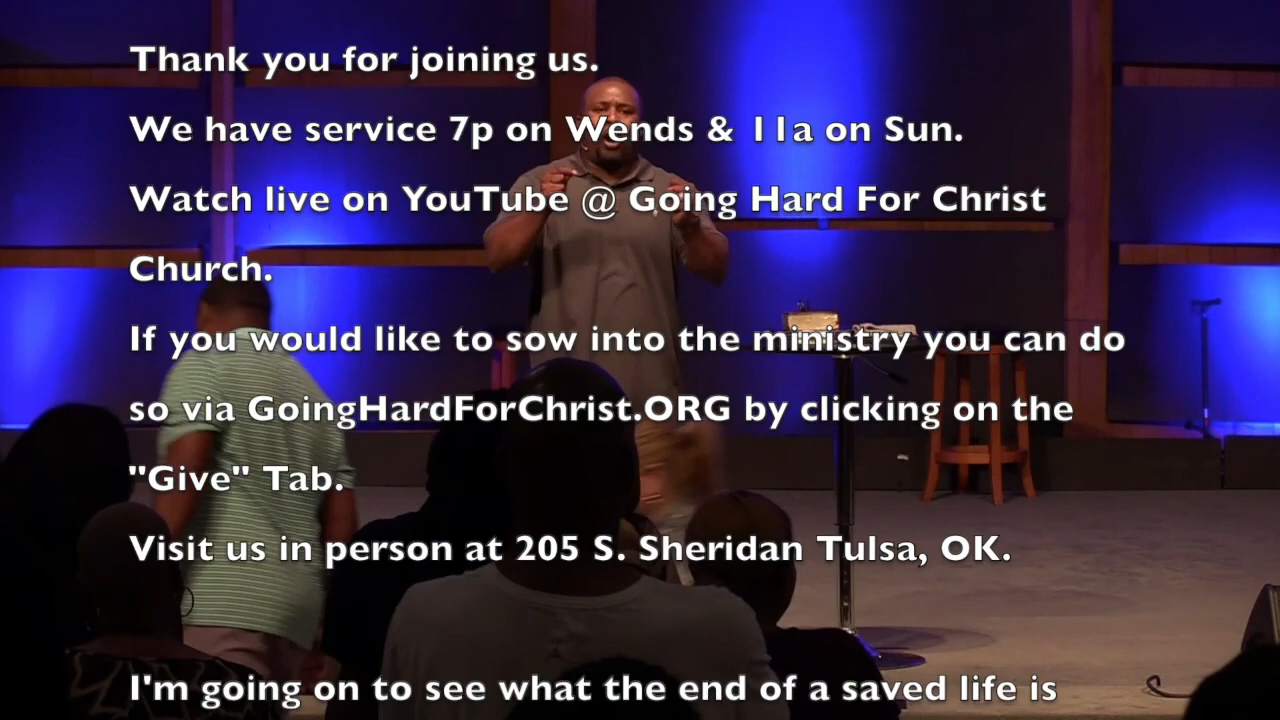 Thank you for joining us.
We have service 7p on Wends & 11a on Sun.
Watch live on YouTube @ Going Hard For Christ
Church.
If you would like to sow into the ministry you can do
so via GoingHardForChrist.ORG by clicking on the
"Give" Tab.
Visit us in person at 205 S. Sheridan Tulsa, OK.
I'm going on to see what the end of a saved life is